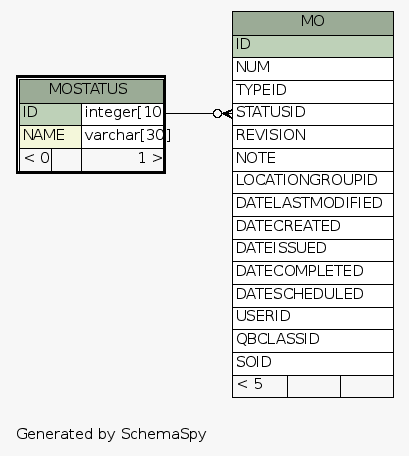 MOSTATUS
ID integer[10
NAME varchar[30]
< 0 1 >
MO
ID
NUM
TYPEID
STATUSID
REVISION
NOTE
LOCATIONGROUPID
DATELASTMODIFIED
DATECREATED
DATEISSUED
DATECOMPLETED
DATESCHEDULED
USERID
QBCLASSID
SOID
< 5
Generated by SchemaSpy